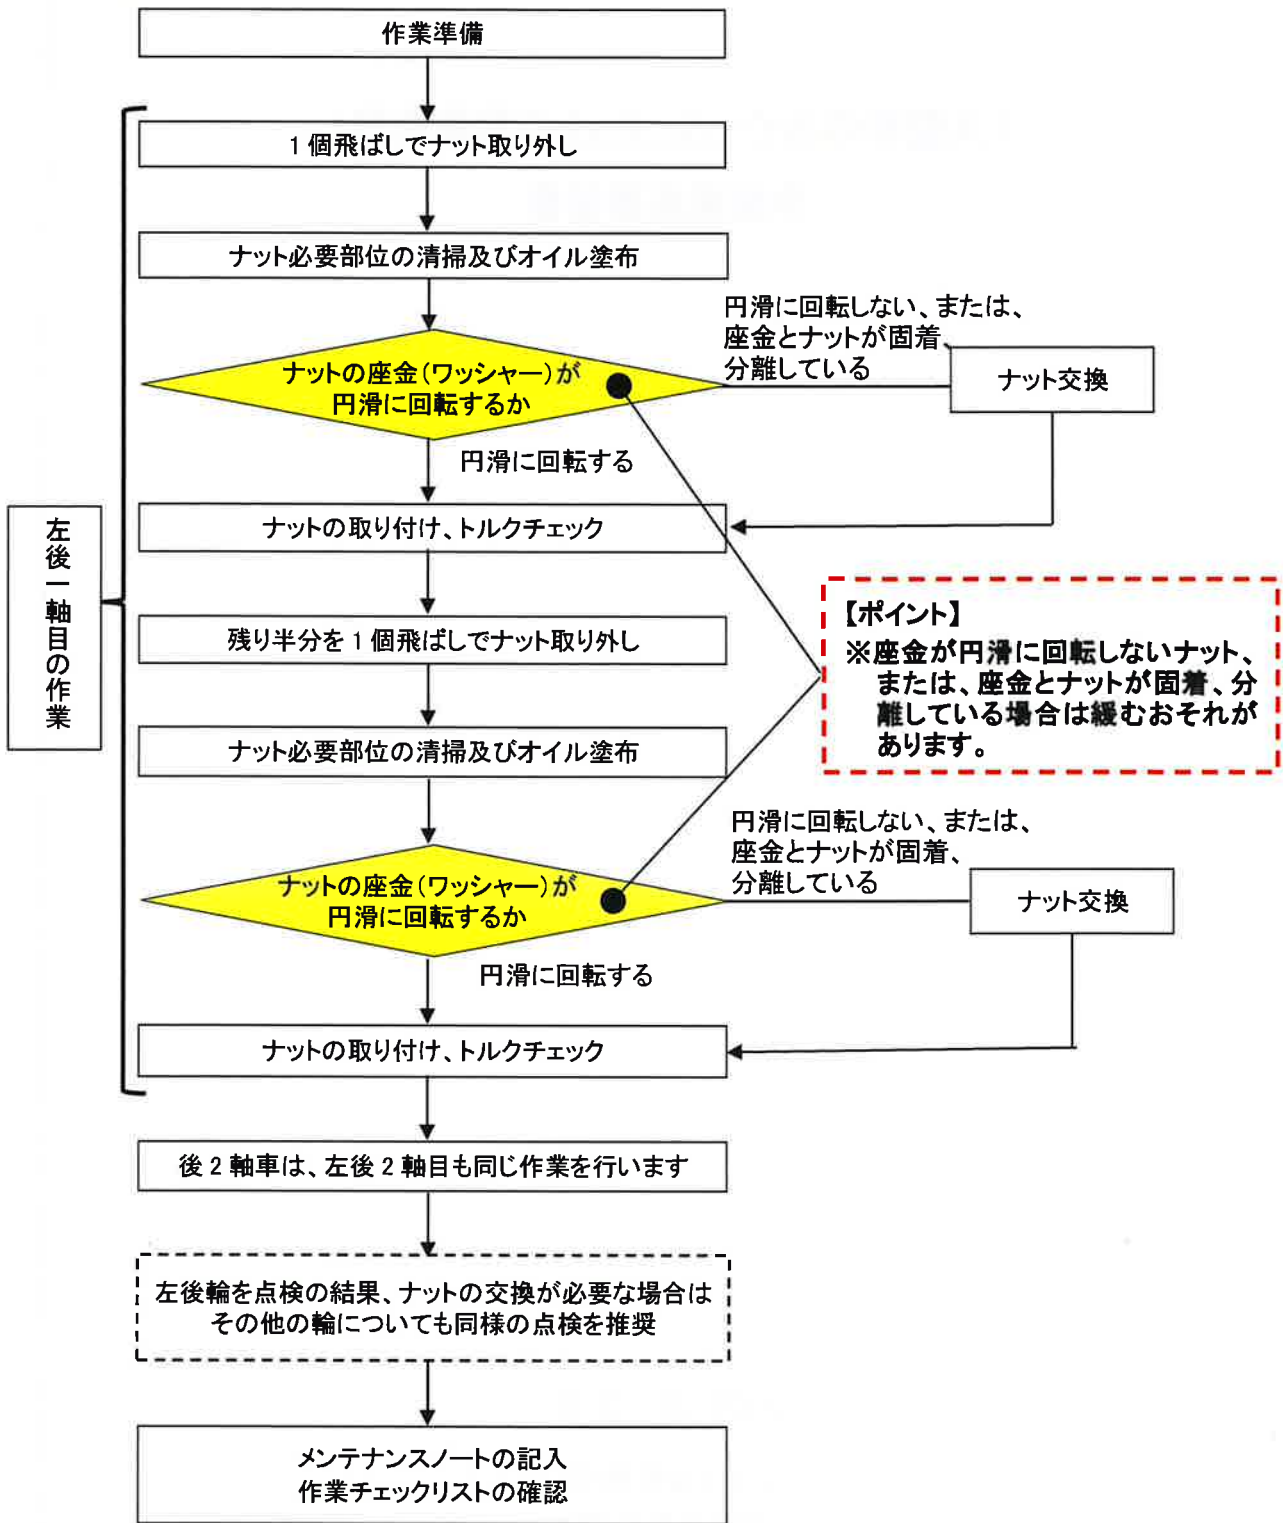 作業準備
1個飛ばしでナット取り外し
ナット必要部位の清掃及びオイル塗布
円滑に回転しない、または、
座金とナットが固着、
分離している
ナットの座金(ワッシャー)が
円滑に回転するか
ナット交換
円滑に回転する
ナットの取り付け、トルクチェック
左後一軸目の作業
残り半分を1個飛ばしでナット取り外し
【ポイント】
※座金が円滑に回転しないナット、
または、座金とナットが固着、分
離している場合は緩むおそれが
あります。
ナット必要部位の清掃及びオイル塗布
円滑に回転しない、または、
座金とナットが固着、
分離している
ナットの座金(ワッシャー)が
円滑に回転するか
ナット交換
円滑に回転する
ナットの取り付け、トルクチェック
後2軸車は、左後2軸目も同じ作業を行います
左後輪を点検の結果、ナットの交換が必要な場合は
その他の輪についても同様の点検を推奨
メンテナンスノートの記入
作業チェックリストの確認